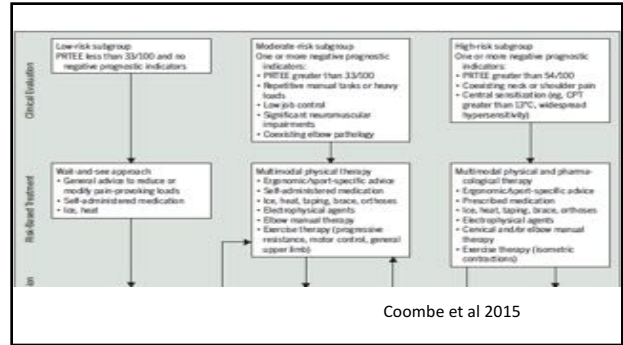 Clinical Evaluation
Low-risk subgroup
PRTEE less than 33/100 and no
negative prognostic indicators
Moderate-risk subgroup
One or more negative prognostic
indicators:
• PRTEE greater than 33/100
• Repetitive manual tasks or heavy
loads
• Low job control
• Significant neuromuscular
impairments
• Coexisting elbow pathology
High-risk subgroup
One or more negative prognostic
indicators:
• PRTEE greater than 54/100
• Coexisting neck or shoulder pain
• Central sensitization (eg, CPT
greater than 13°C, widespread
hypersensitivity)
Risk-Based Treatment
Wait-and-see approach
• General advice to reduce or
modify pain-provoking loads
• Self-administered medication
• Ice, heat
Multimodal physical therapy
• Ergonomic/sport-specific advice
• Self-administered medication
• Ice, heat, taping, brace, orthoses
• Electrophysical agents
• Elbow manual therapy
• Exercise therapy (progressive
resistance, motor control, general
upper limb)
Multimodal physical and pharma-
cological therapy
• Ergonomic/sport-specific advice
• Prescribed medication
• Ice, heat, taping, brace, orthoses
• Electrophysical agents
• Cervical and/or elbow manual
therapy
• Exercise therapy (isometric
contractions)
Coombe et al 2015